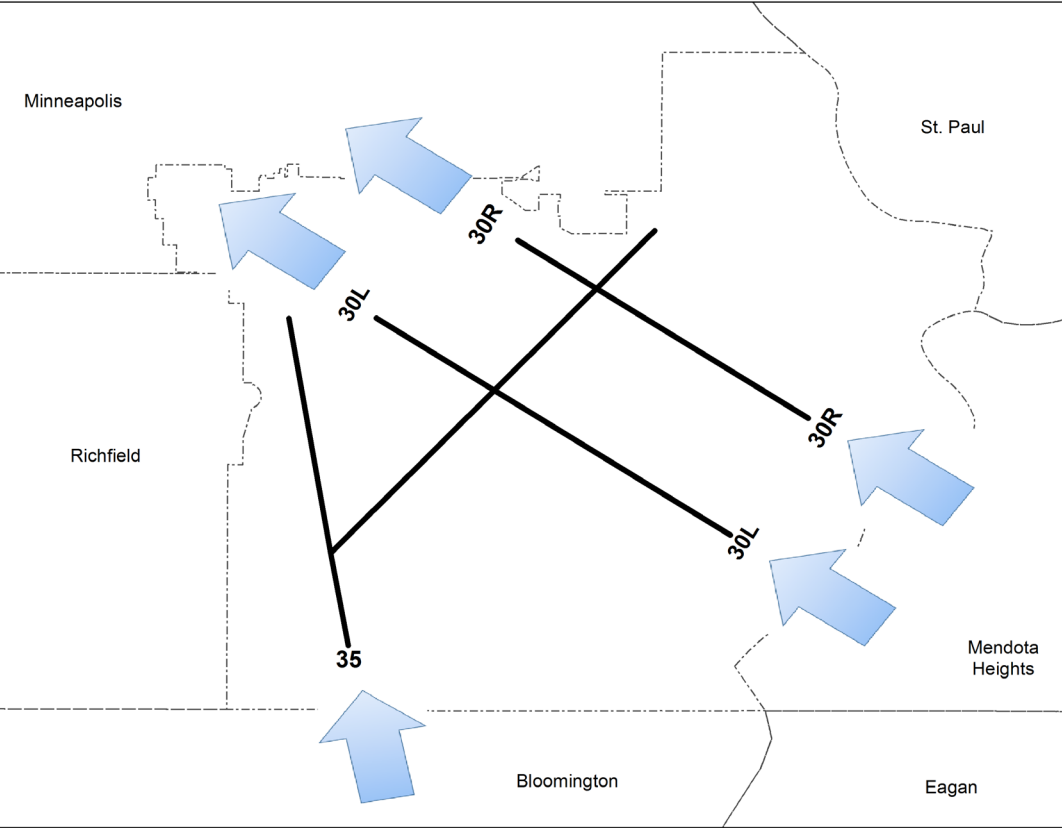 Minneapolis
St. Paul
30R
30L
30R
Richfield
30L
35
Mendota
Heights
Bloomington
Eagan